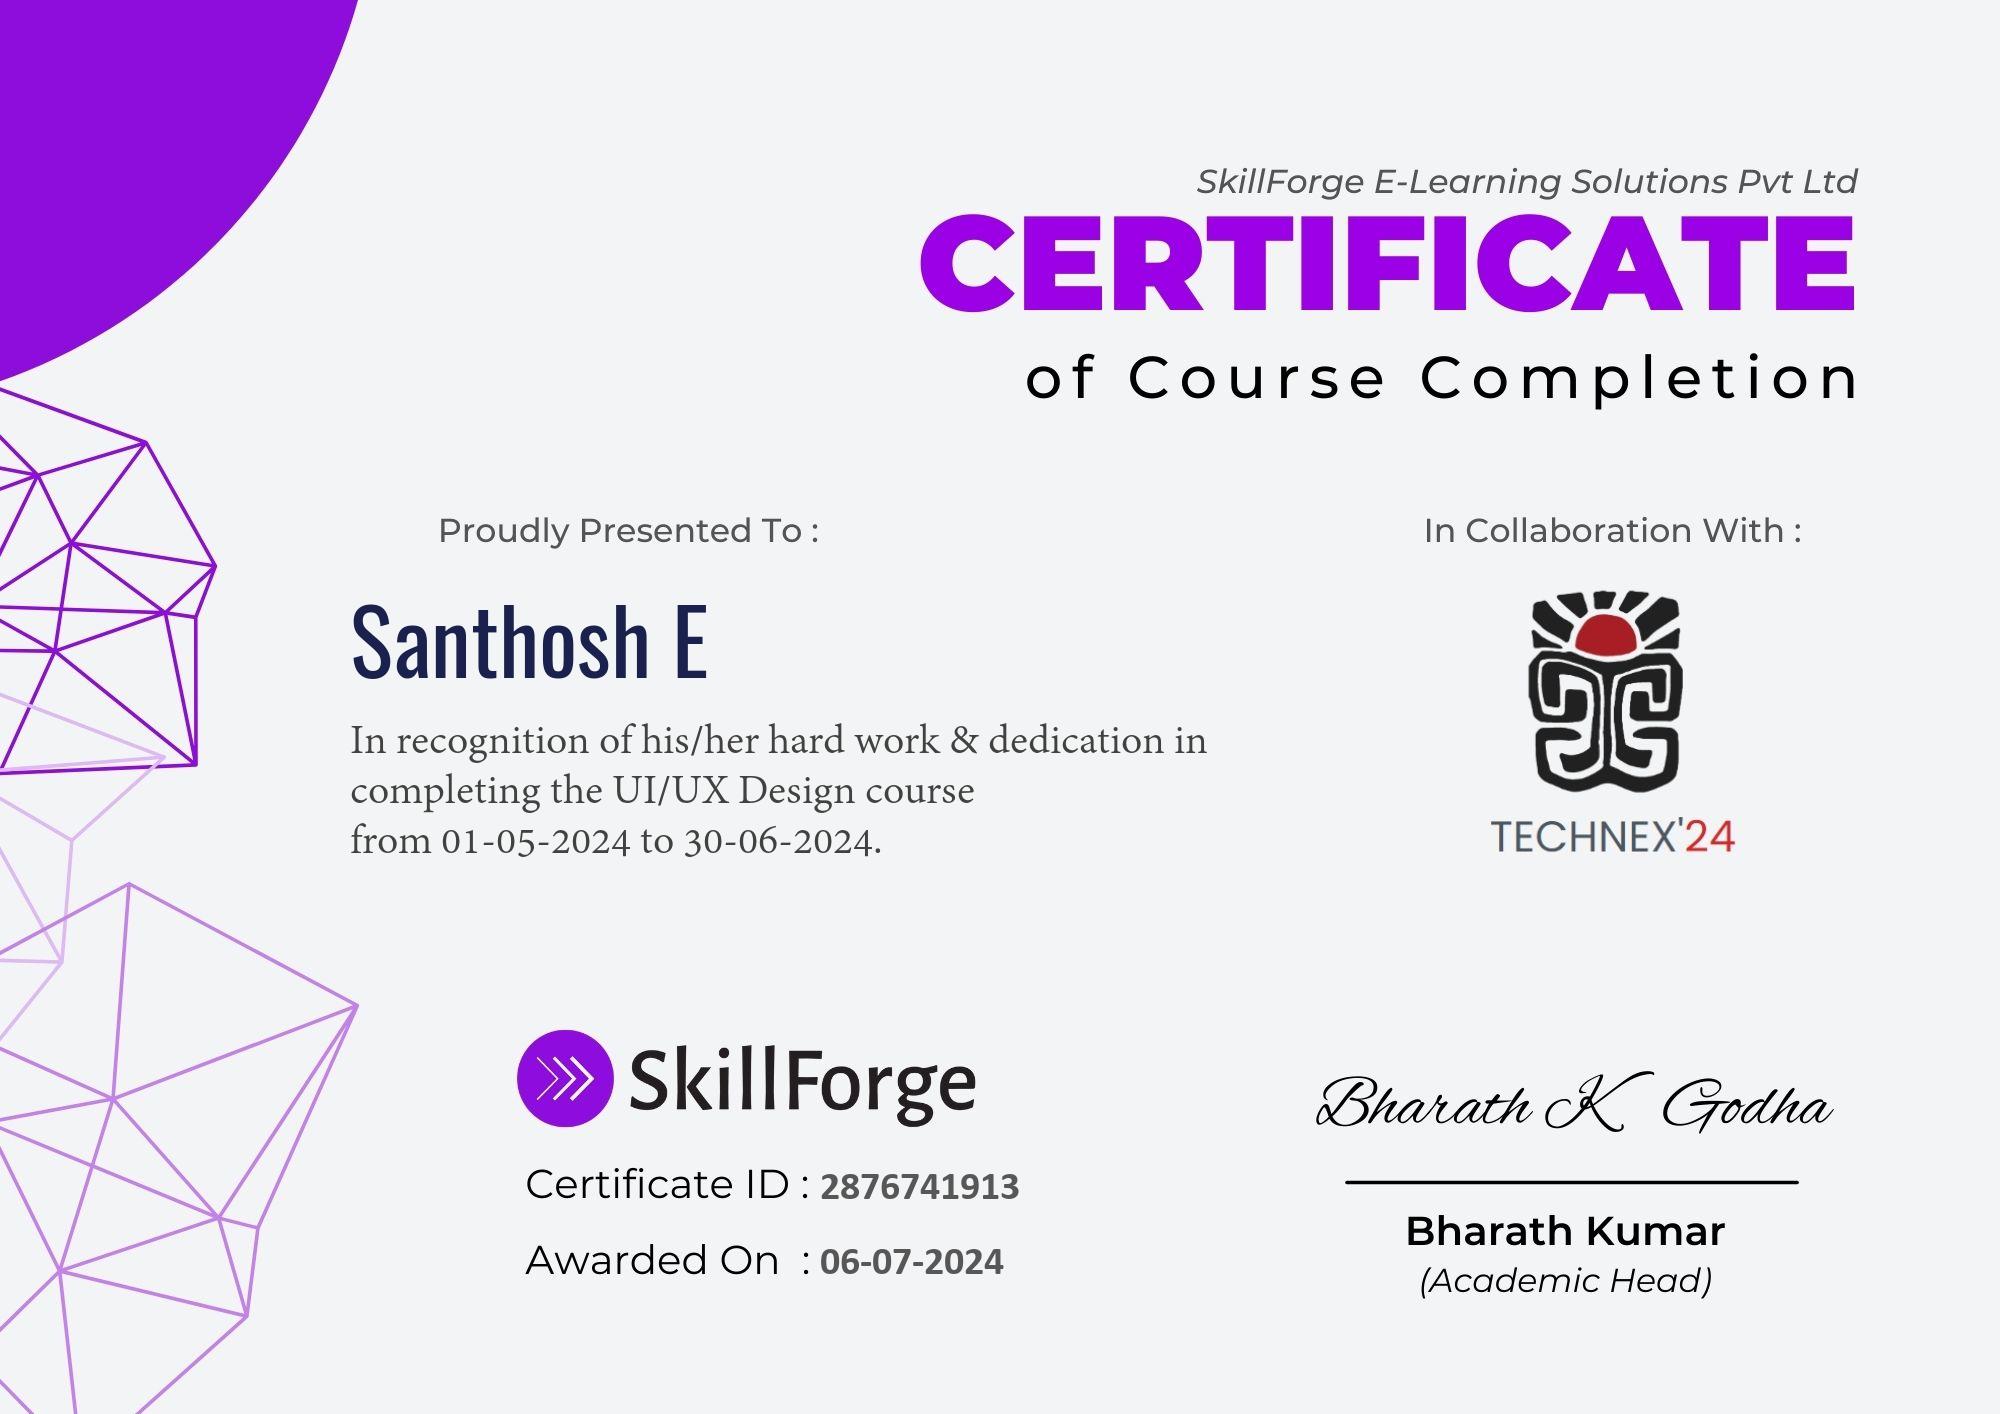 SkillForge E-Learning Solutions Pvt Ltd
CERTIFICATE
of Course Completion
Proudly Presented To :
Santhosh E
In recognition of his/her hard work & dedication in
completing the UI/UX Design course
from 01-05-2024 to 30-06-2024.
In Collaboration With :
TECHNEX'24
SkillForge
Certificate ID : 2876741913
Awarded On : 06-07-2024
Bharath K Godha
Bharath Kumar
(Academic Head)